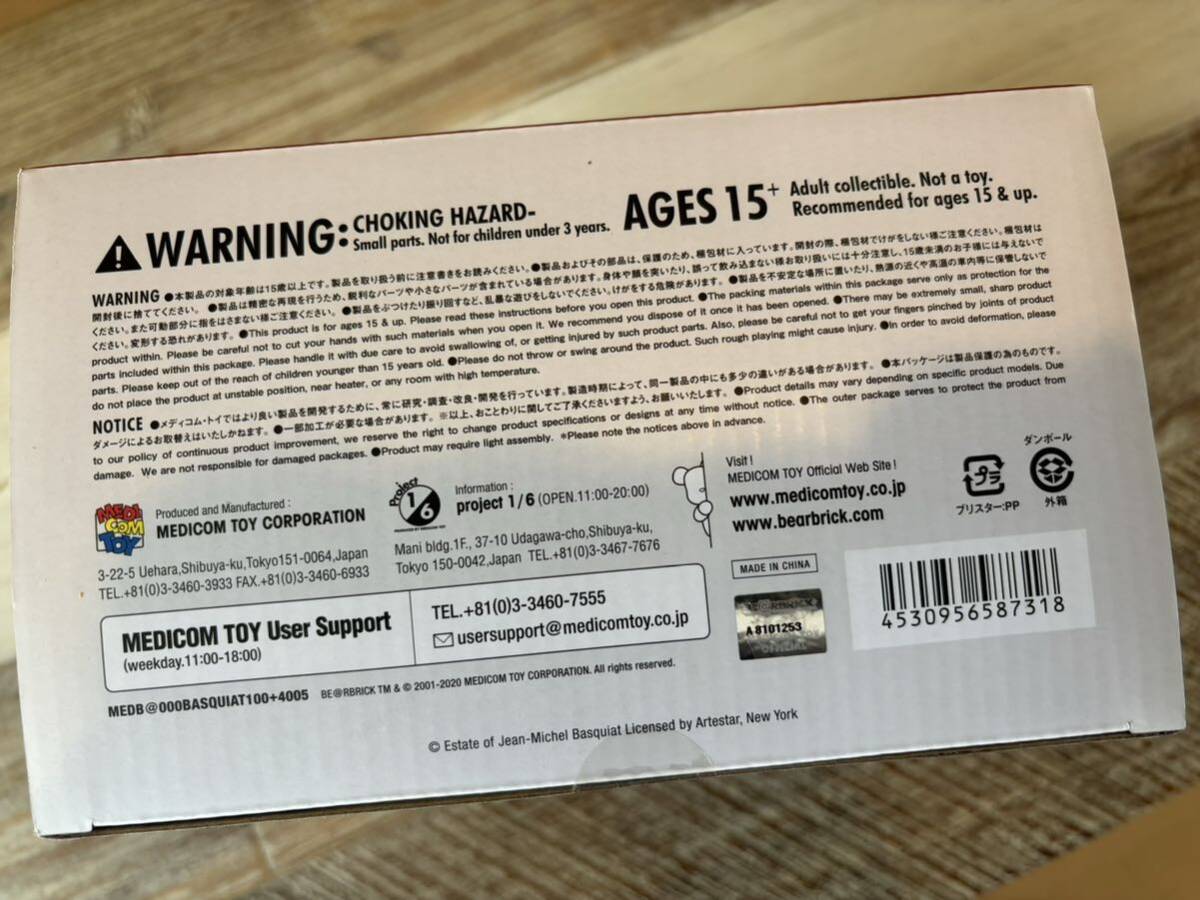 WARNING: CHOKING HAZARD-
Small parts. Not for children under 3 years.
AGES 15+ Adult collectible. Not a toy.
Recommended for ages 15 & up.
WARNING ●本製品の対象年齢は15歳以上です。製品を取り扱う前に注意書きをお読みください。●製品およびその部品は、保護のため、梱包材に入っています。開封の際、梱包材でけがをしない様ご注意ください。梱包材は
開封後に捨ててください。 ●製品は精密な再現を行うため、鋭利なパーツや小さなパーツが含まれている場合があります。身体や顔を突いたり、誤って飲み込まない様お取り扱いには十分注意し、15歳未満のお子様には与えないで
ください。また可動部分に指をはさまない様ご注意ください。 ●製品をぶつけたり振り回すなど、乱暴な遊びをしないでください。けがをする危険があります。 ●製品を不安定な場所に置いたり、熱源の近くや高温の車内等に保管しないで
ください。変形する恐れがあります。 ●This product is for ages 15 & up. Please read these instructions before you open this product. ●The packing materials within this package serve only as protection for the
product within. Please be careful not to cut your hands with such materials when you open it. We recommend you dispose of it once it has been opened. ●There may be extremely small, sharp product
parts included within this package. Please handle it with due care to avoid swallowing of, or getting injured by such product parts. Also, please be careful not to get your fingers pinched by joints of product
parts. Please keep out of the reach of children younger than 15 years old. ●Please do not throw or swing around the product. Such rough playing might cause injury. ●In order to avoid deformation, please
do not place the product at unstable position, near heater, or any room with high temperature.
NOTICE ●メディコム・トイではより良い製品を開発するために、常に研究・調査・改良・開発を行っています。製造時期によって、同一製品の中にも多少の違いがある場合があります。 ●本パッケージは製品保護の為のものです。
ダメージによるお取替えはいたしかねます。 ●一部加工が必要な場合があります。 ※以上、おことわりに関してご了承くださいますよう、お願いいたします。 ●Product details may vary depending on specific product models. Due
to our policy of continuous product improvement, we reserve the right to change product specifications or designs at any time without notice. ●The outer package serves to protect the product from
damage. We are not responsible for damaged packages. ●Product may require light assembly. *Please note the notices above in advance.
MEDI
COM
TOY
Produced and Manufactured :
MEDICOM TOY CORPORATION
3-22-5 Uehara,Shibuya-ku,Tokyo151-0064,Japan
TEL.+81(0)3-3460-3933 FAX.+81(0)3-3460-6933
Project
1/6
PRODUCED BY MEDICOM TOY
Information :
project 1/6 (OPEN.11:00-20:00)
Mani bldg.1F., 37-10 Udagawa-cho,Shibuya-ku,
Tokyo 150-0042,Japan TEL.+81(0)3-3467-7676
Visit !
MEDICOM TOY Official Web Site !
www.medicomtoy.co.jp
www.bearbrick.com
プラ
ブリスター:PP
ダンボール
外箱
MADE IN CHINA
BE@RBRICK
A8101253
OFFICIAL
4530956587318
MEDICOM TOY User Support
(weekday.11:00-18:00)
TEL.+81(0)3-3460-7555
usersupport@medicomtoy.co.jp
MEDB@000BASQUIAT100+4005 BE@RBRICK TM & © 2001-2020 MEDICOM TOY CORPORATION. All rights reserved.
© Estate of Jean-Michel Basquiat Licensed by Artestar, New York